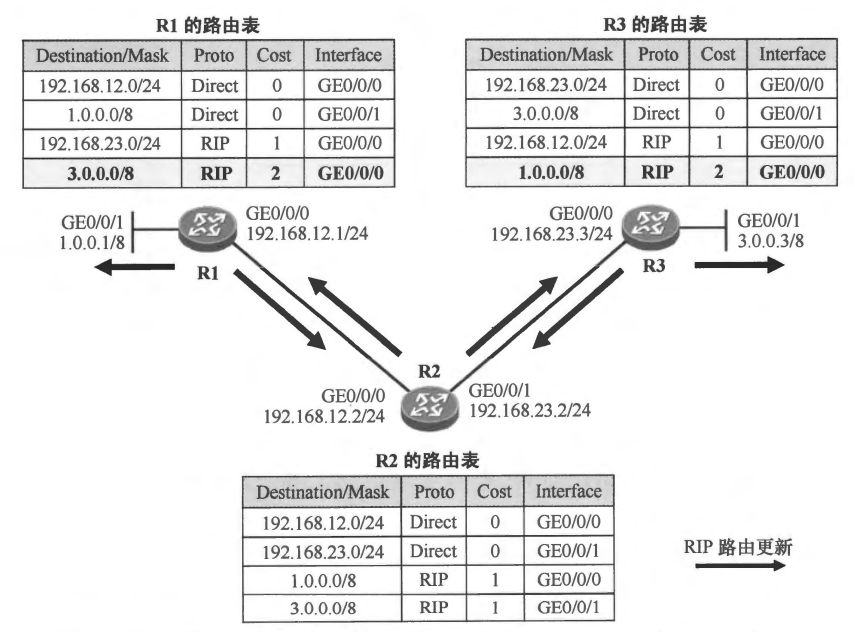 R1 的路由表
Destination/Mask Proto Cost Interface
192.168.12.0/24 Direct 0 GE0/0/0
1.0.0.0/8 Direct 0 GE0/0/1
192.168.23.0/24 RIP 1 GE0/0/0
3.0.0.0/8 RIP 2 GE0/0/0
R3 的路由表
Destination/Mask Proto Cost Interface
192.168.23.0/24 Direct 0 GE0/0/0
3.0.0.0/8 Direct 0 GE0/0/1
192.168.12.0/24 RIP 1 GE0/0/0
1.0.0.0/8 RIP 2 GE0/0/0
GE0/0/1
1.0.0.1/8
GE0/0/0
192.168.12.1/24
R1
GE0/0/0
192.168.23.3/24
GE0/0/1
3.0.0.3/8
R3
R2
GE0/0/0
192.168.12.2/24
GE0/0/1
192.168.23.2/24
R2 的路由表
Destination/Mask Proto Cost Interface
192.168.12.0/24 Direct 0 GE0/0/0
192.168.23.0/24 Direct 0 GE0/0/1
1.0.0.0/8 RIP 1 GE0/0/0
3.0.0.0/8 RIP 1 GE0/0/1
RIP 路由更新